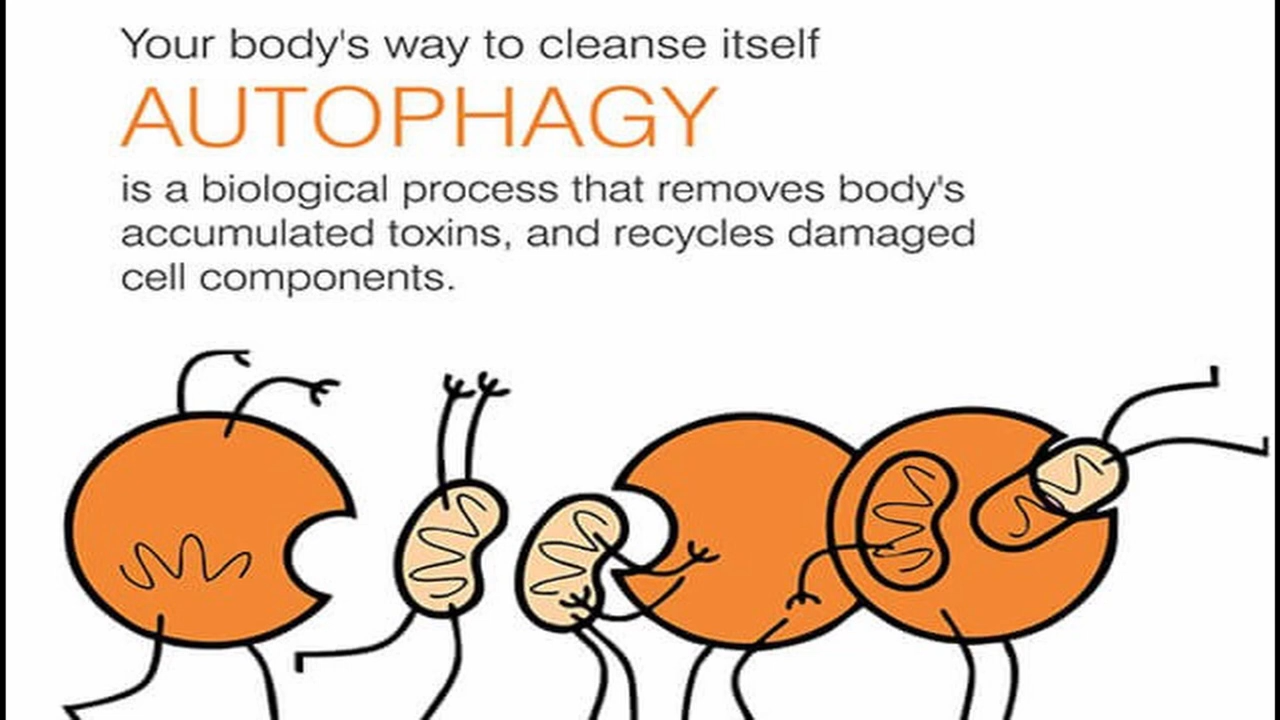 Your body's way to cleanse itself
AUTOPHAGY
is a biological process that removes body's
accumulated toxins, and recycles damaged
cell components.